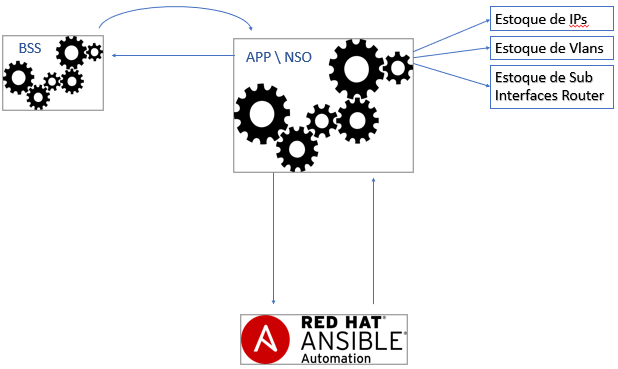 BSS
APP \ NSO
Estoque de IPs
Estoque de Vlans
Estoque de Sub
Interfaces Router
RED HAT®
ANSIBLE®
Automation